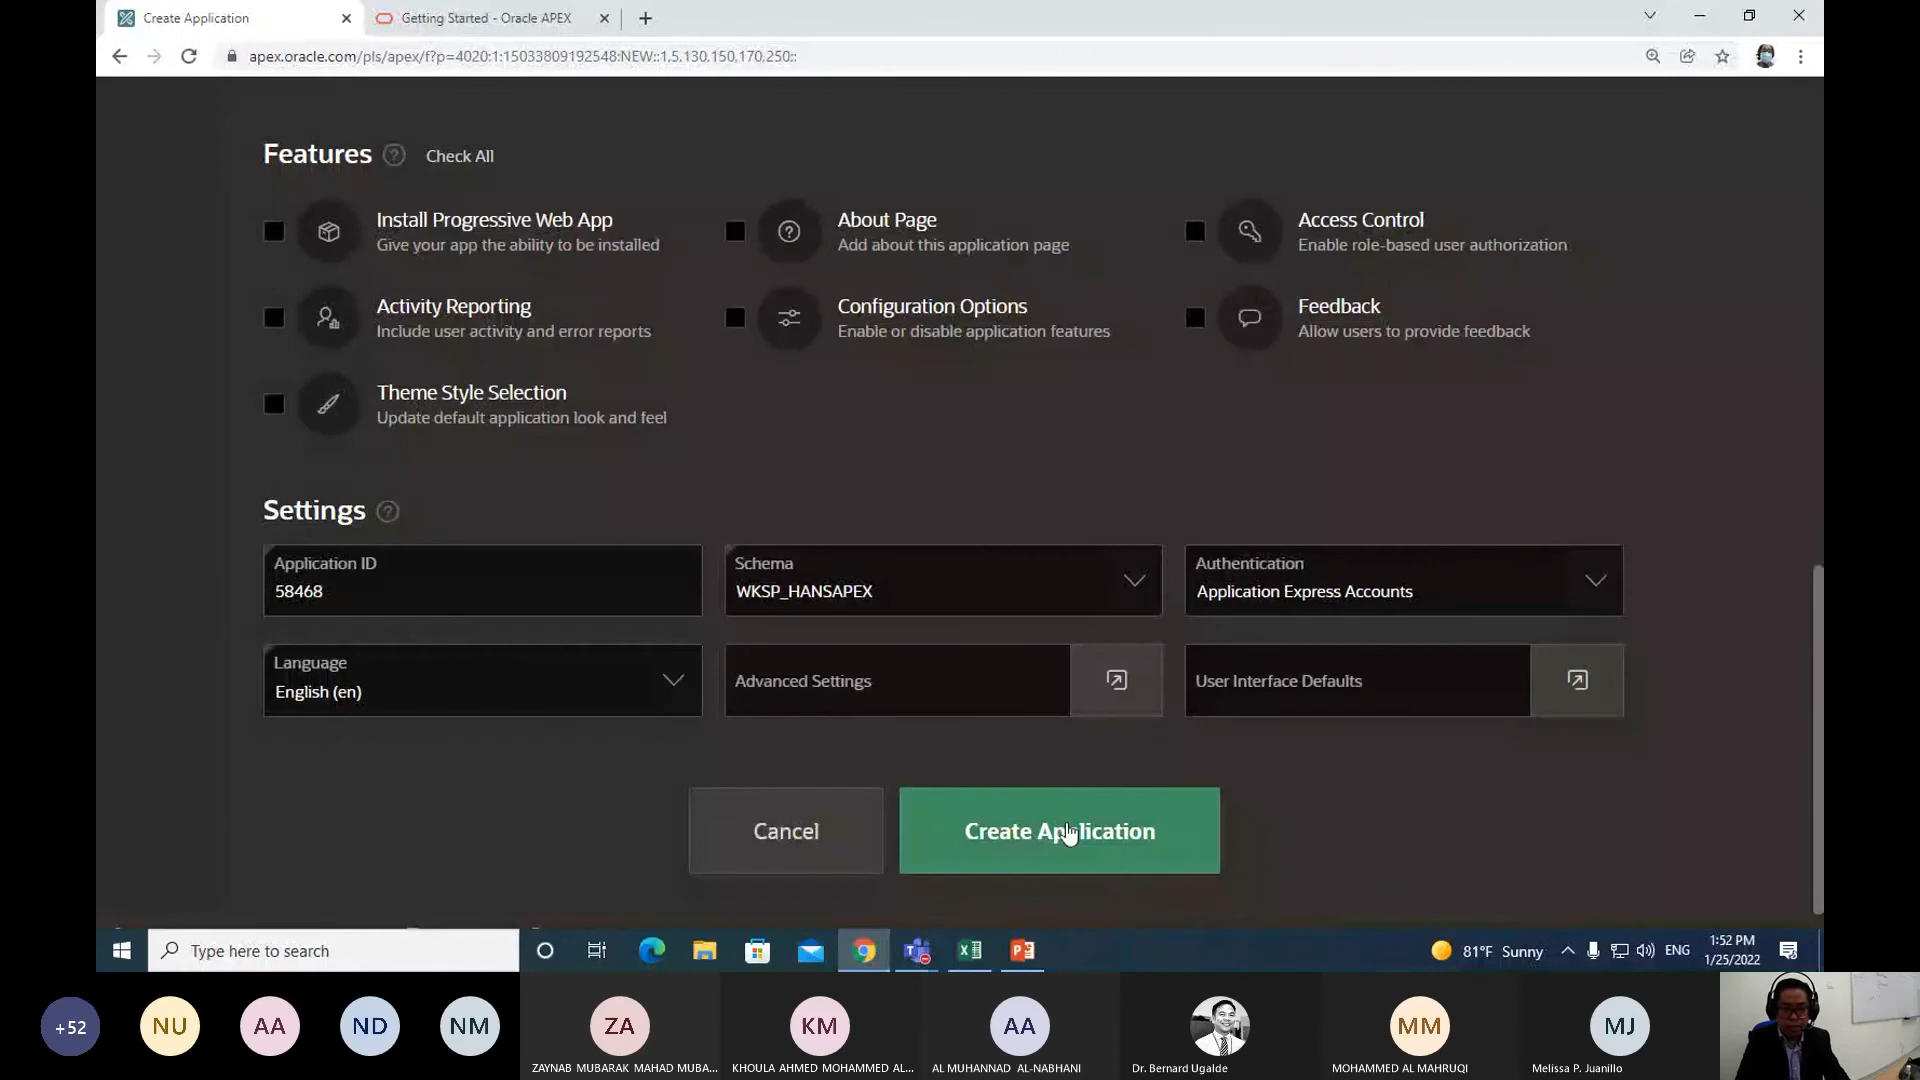 Create Application
Getting Started - Oracle APEX
apex.oracle.com/pls/apex/f?p=4020:1:15033809192548:NEW::1,5,130,150,170,250::
Features ? Check All
Install Progressive Web App
Give your app the ability to be installed
About Page
Add about this application page
Access Control
Enable role-based user authorization
Activity Reporting
Include user activity and error reports
Configuration Options
Enable or disable application features
Feedback
Allow users to provide feedback
Theme Style Selection
Update default application look and feel
Settings ?
Application ID
58468
Schema
WKSP_HANSAPEX
Authentication
Application Express Accounts
Language
English (en)
Advanced Settings
User Interface Defaults
Cancel
Create Application
Type here to search
81°F Sunny
ENG
1:52 PM
1/25/2022
+52
NU
AA
ND
NM
ZA
KM
AA
MM
MJ
ZAYNAB MUBARAK MAHAD MUBA...
KHOULA AHMED MOHAMMED AL...
AL MUHANNAD AL-NABHANI
Dr. Bernard Ugalde
MOHAMMED AL MAHRUQI
Melissa P. Juanillo